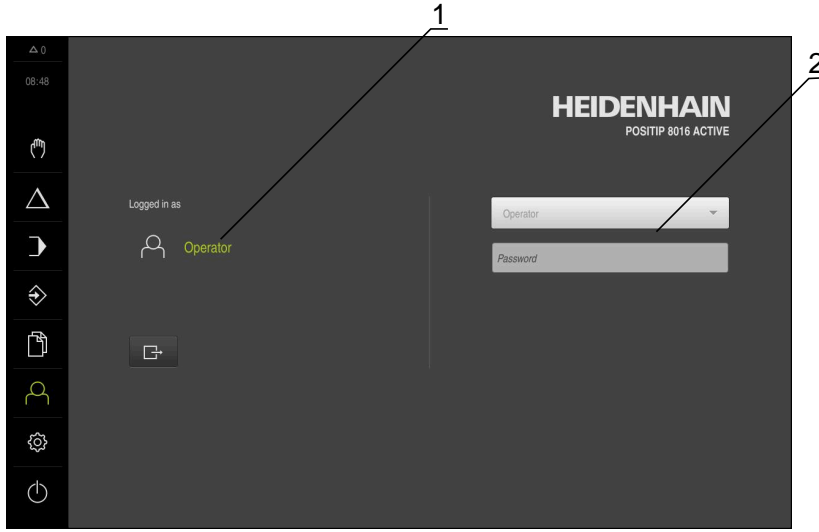 1
2
△ 0
08:48
HEIDENHAIN
POSITIP 8016 ACTIVE
Logged in as
Operator
Operator
Password